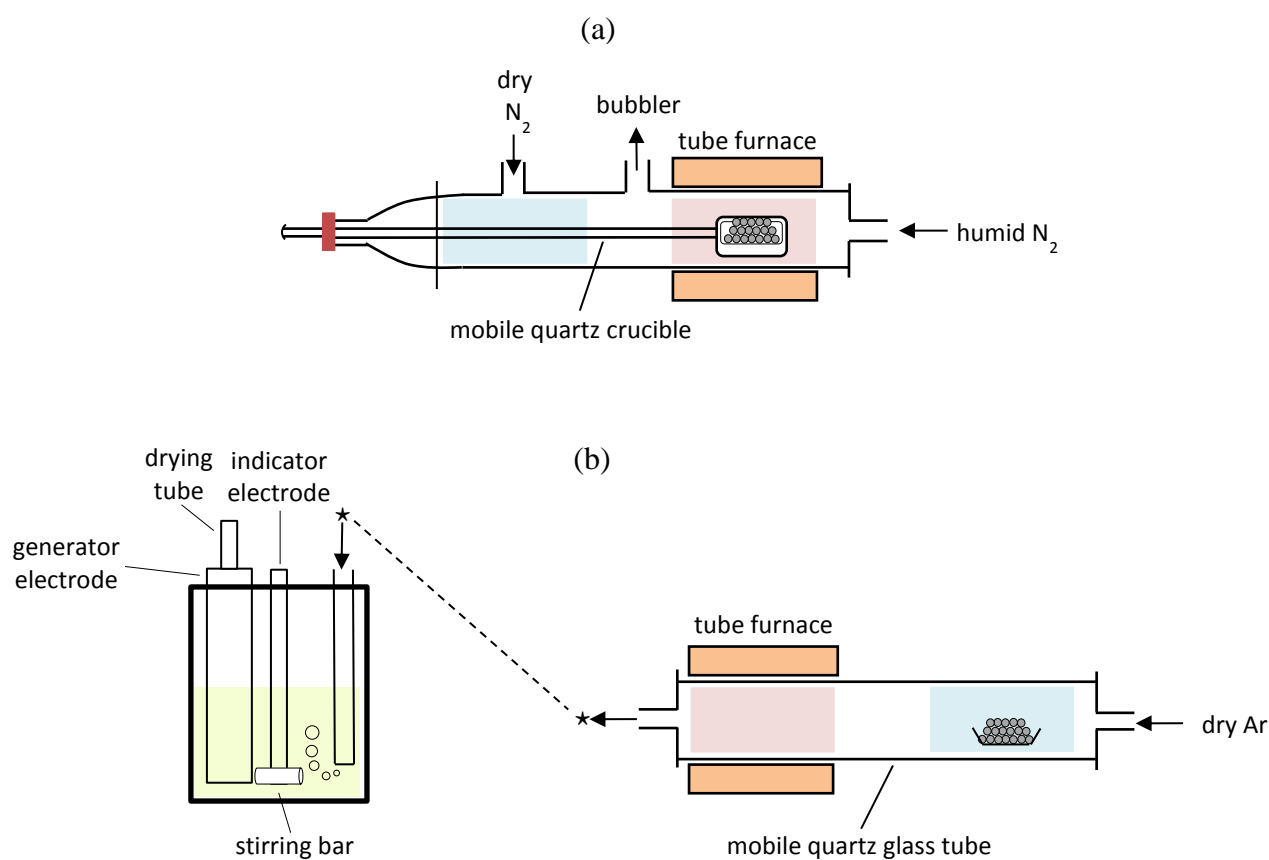 (a)
dry
N2
bubbler
tube furnace
humid N2
mobile quartz crucible
(b)
drying
tube
indicator
electrode
generator
electrode
stirring bar
tube furnace
dry Ar
mobile quartz glass tube